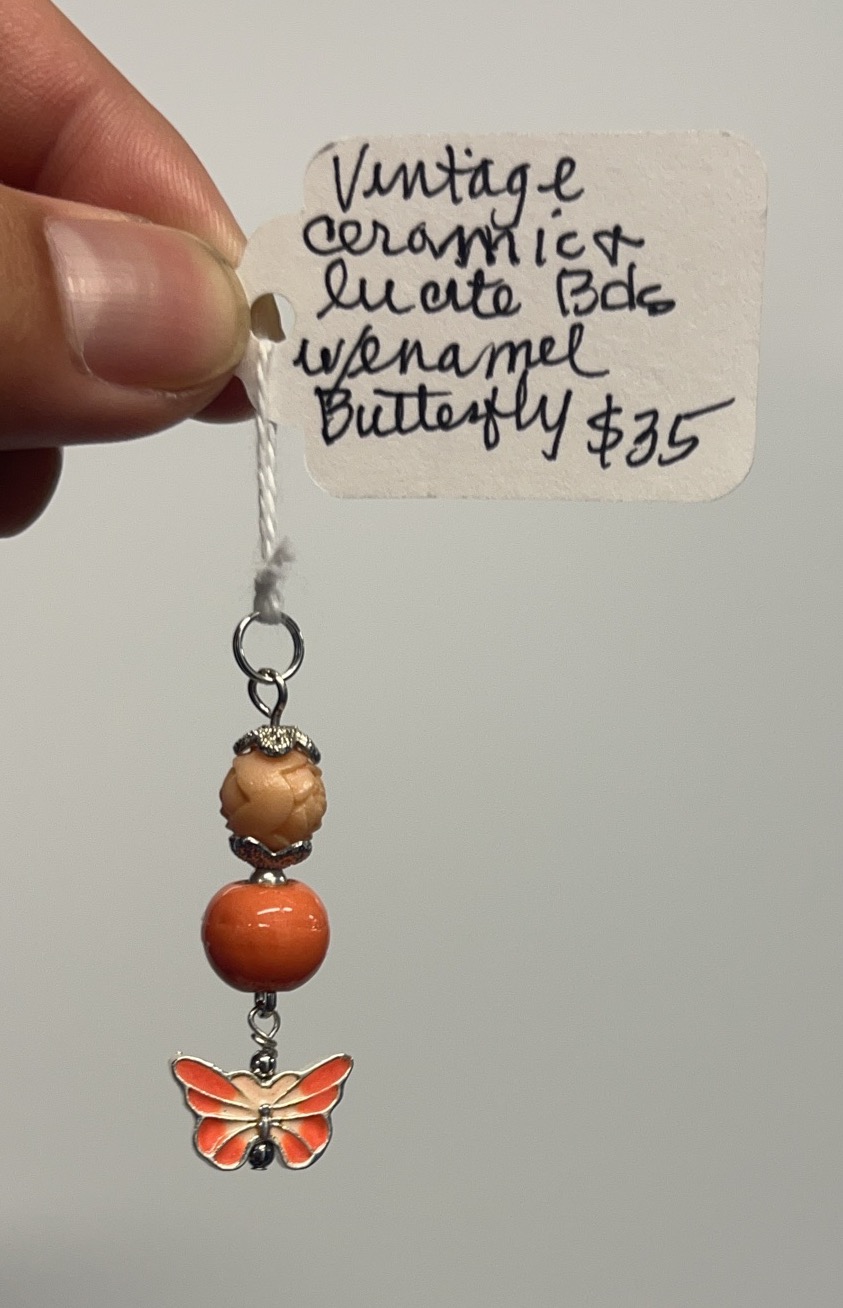 Vintage
ceramic &
lucite Bds
w/enamel
Butterfly $35